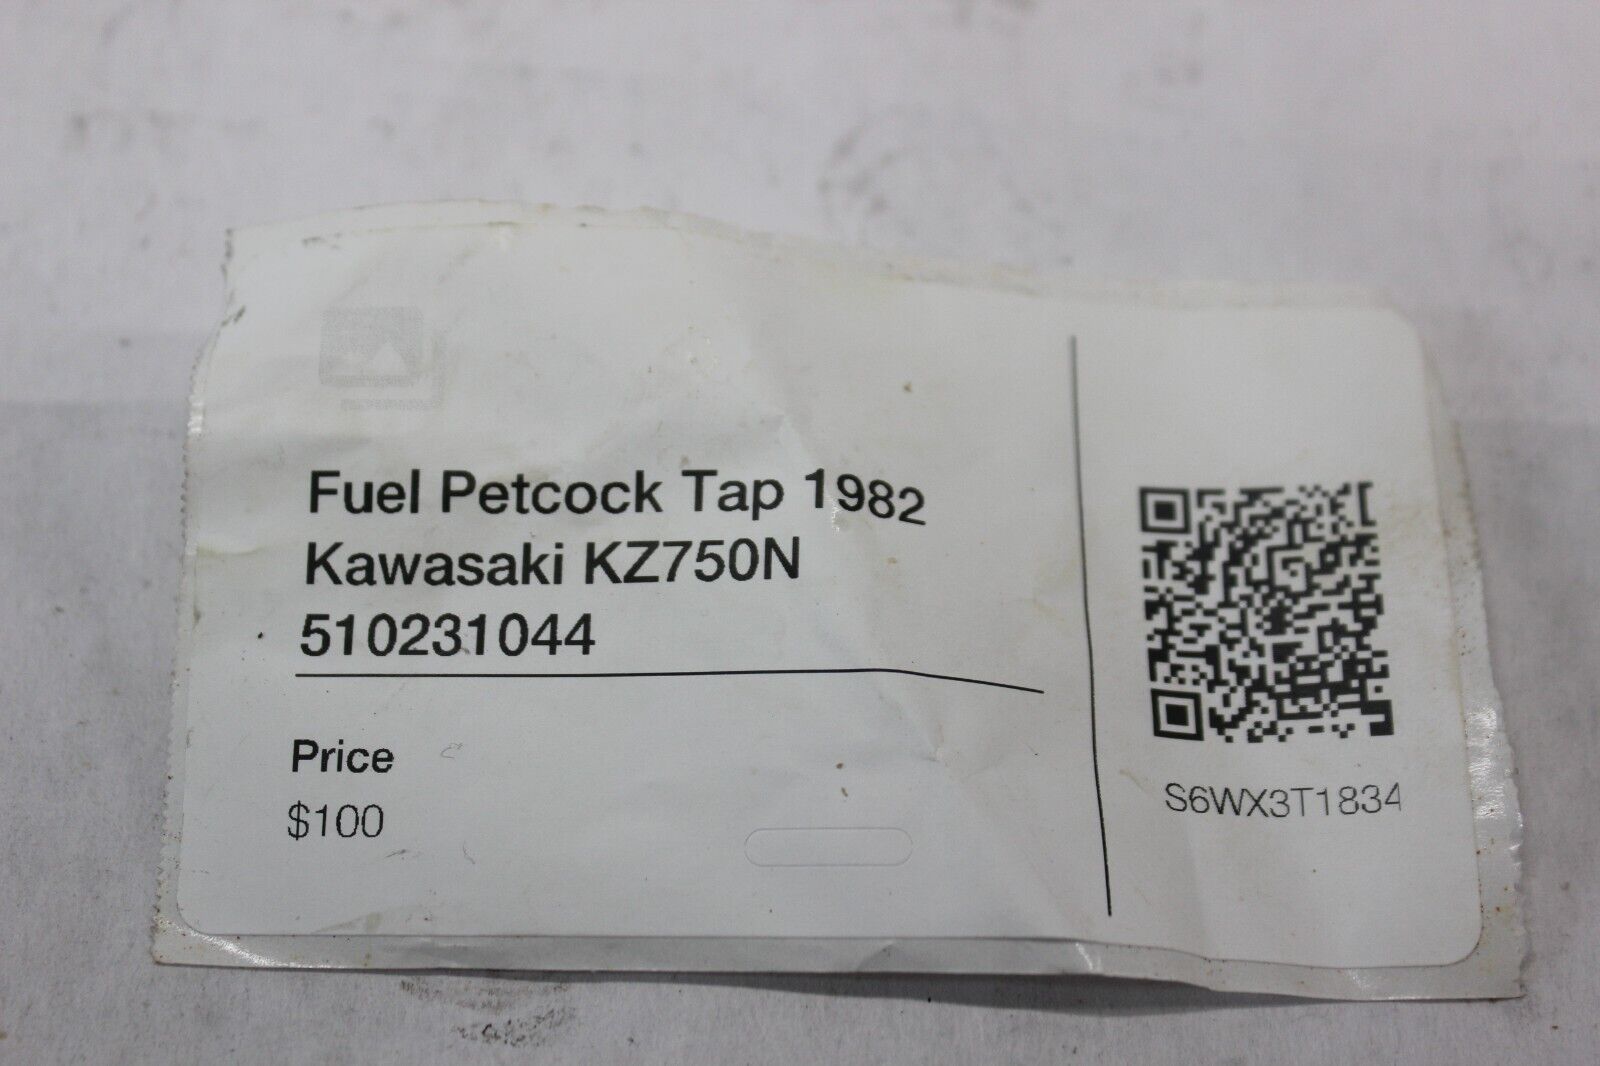 Fuel Petcock Tap 1982
Kawasaki KZ750N
510231044
Price
$100
S6WX3T1834